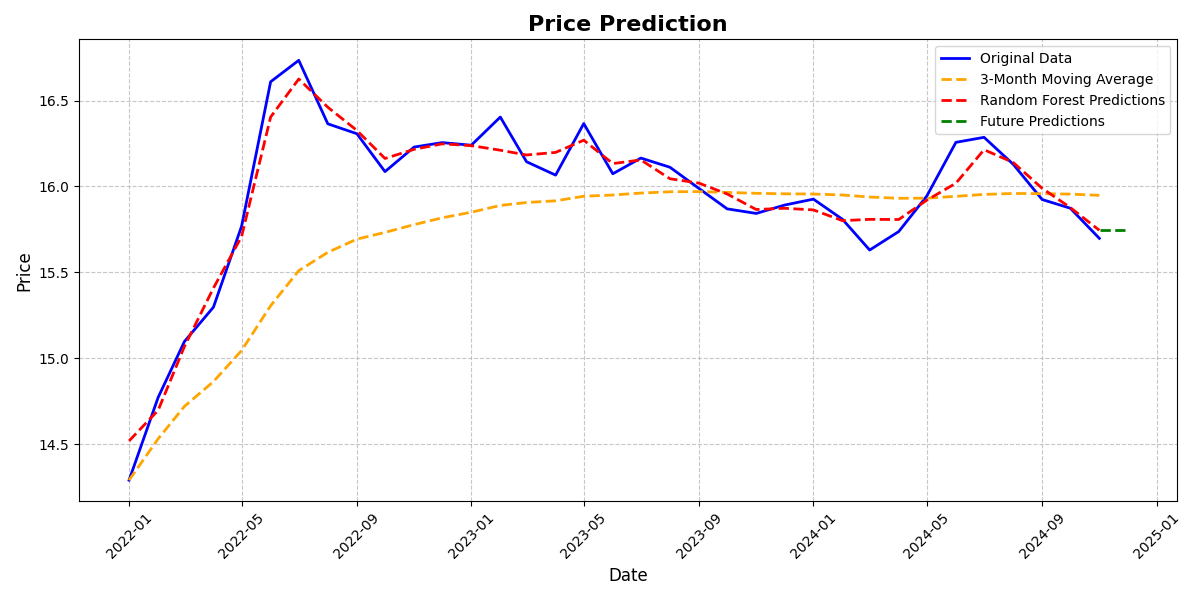 Price Prediction
Original Data
3-Month Moving Average
Random Forest Predictions
Future Predictions
Price
16.5
16.0
15.5
15.0
14.5
2022-01
2022-05
2022-09
2023-01
2023-05
2023-09
2024-01
2024-05
2024-09
2025-01
Date